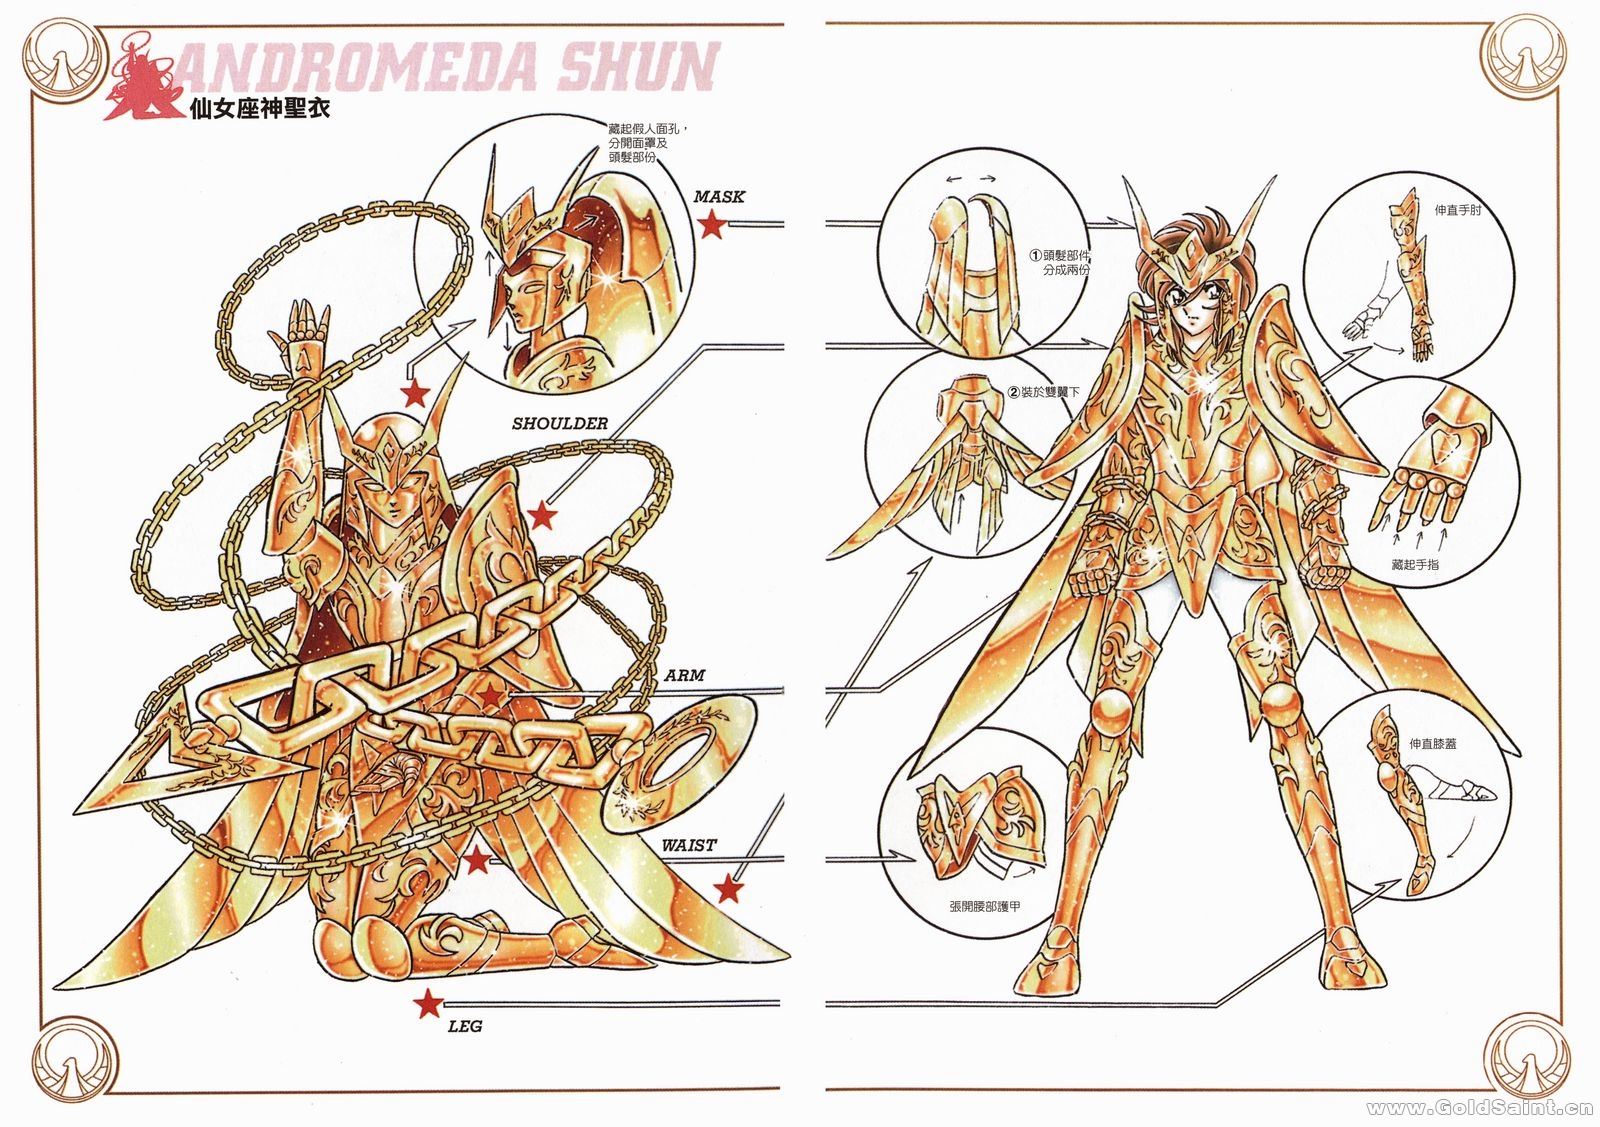 ANDROMEDA SHUN
仙女座神聖衣
藏起假人面孔，
分開面罩及
頭髮部份
MASK
SHOULDER
ARM
WAIST
LEG
①頭髮部件
分成兩份
②裝於雙翼下
伸直手肘
藏起手指
伸直膝蓋
張開腰部護甲
www.GoldSaint.cn